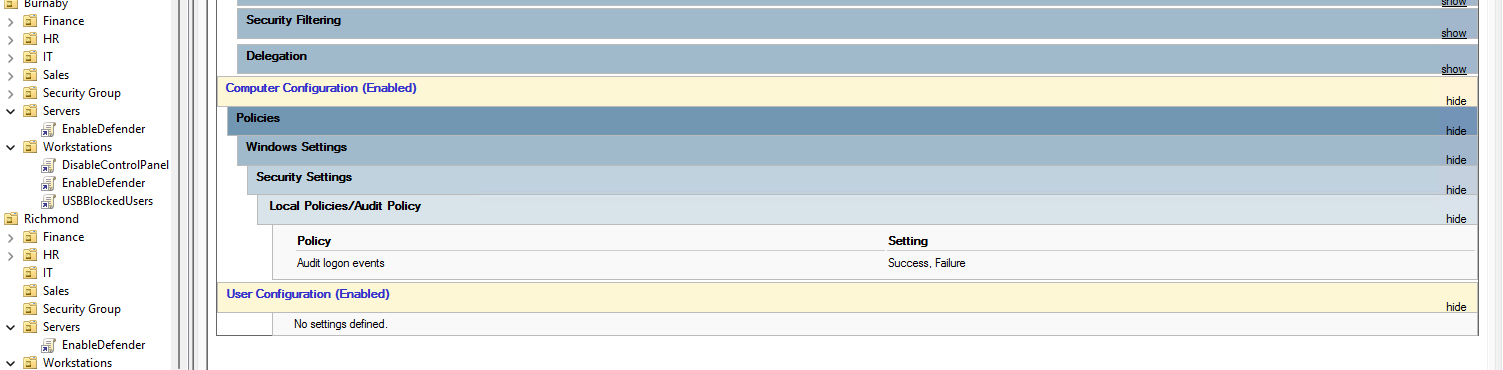 Burnaby
Finance
HR
IT
Sales
Security Group
Servers
EnableDefender
Workstations
DisableControlPanel
EnableDefender
USBBlockedUsers
Richmond
Finance
HR
IT
Sales
Security Group
Servers
EnableDefender
Workstations
show
Security Filtering
show
Delegation
show
Computer Configuration (Enabled)
hide
Policies
hide
Windows Settings
hide
Security Settings
hide
Local Policies/Audit Policy
hide
Policy Setting
Audit logon events Success, Failure
User Configuration (Enabled)
hide
No settings defined.